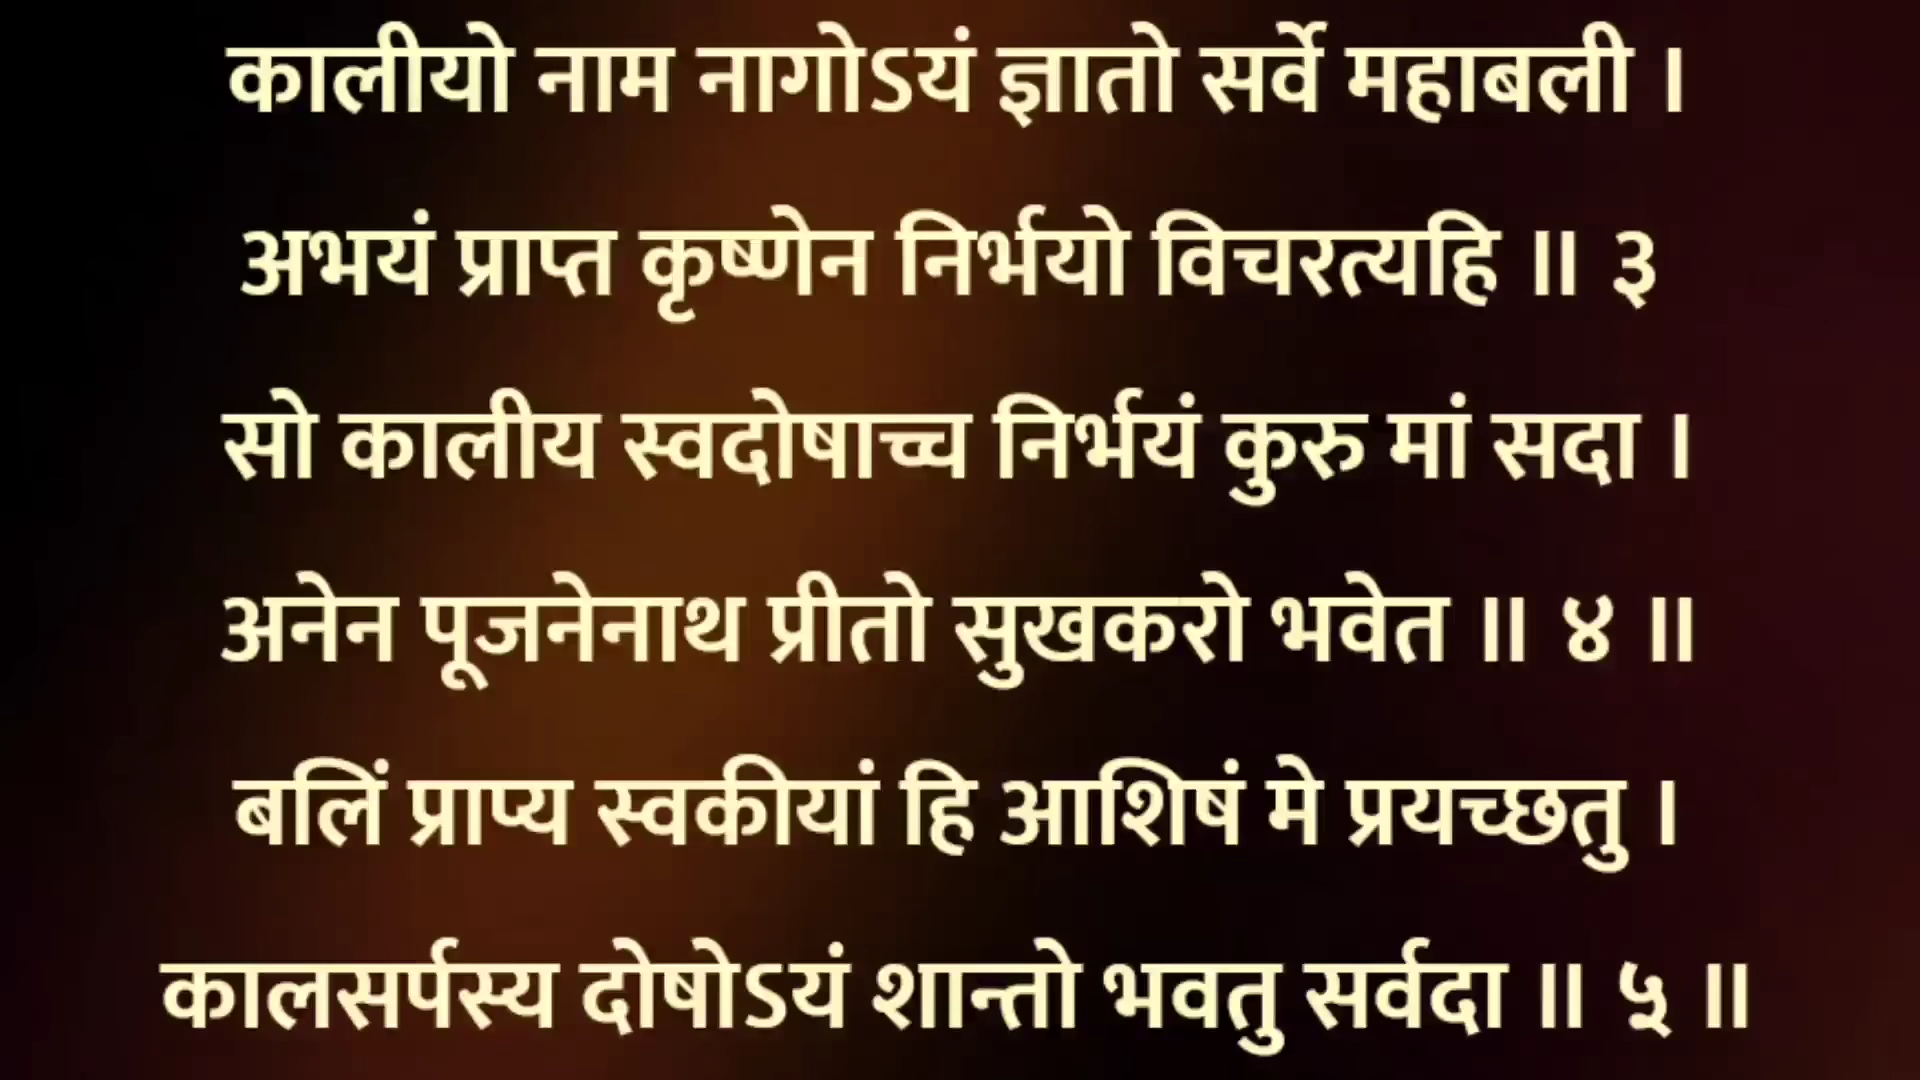 कालीयो नाम नागोऽयं ज्ञातो सर्वे महाबली ।
अभयं प्राप्त कृष्णेन निर्भयो विचरत्यहि ॥ ३
सो कालीय स्वदोषाच्च निर्भयं कुरु मां सदा ।
अनेन पूजनेनाथ प्रीतो सुखकरो भवेत ॥ ४ ॥
बलिं प्राप्य स्वकीयां हि आशिषं मे प्रयच्छतु ।
कालसर्पस्य दोषोऽयं शान्तो भवतु सर्वदा ॥ ५ ॥